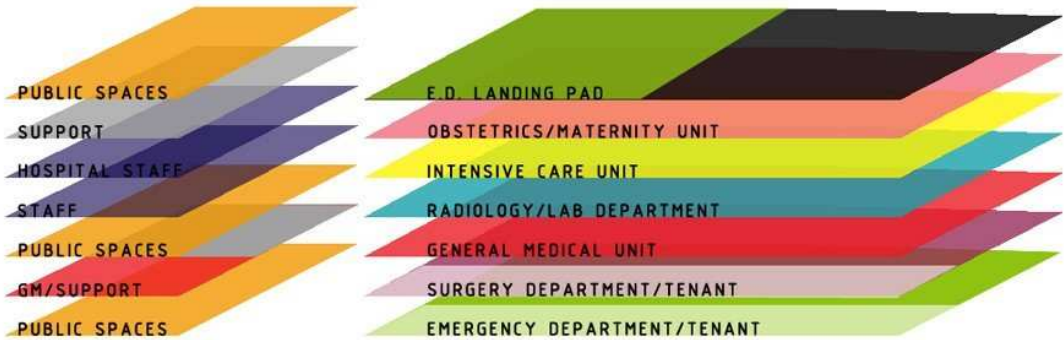 PUBLIC SPACES
SUPPORT
HOSPITAL STAFF
STAFF
PUBLIC SPACES
GM/SUPPORT
PUBLIC SPACES
E.D. LANDING PAD
OBSTETRICS/MATERNITY UNIT
INTENSIVE CARE UNIT
RADIOLOGY/LAB DEPARTMENT
GENERAL MEDICAL UNIT
SURGERY DEPARTMENT/TENANT
EMERGENCY DEPARTMENT/TENANT